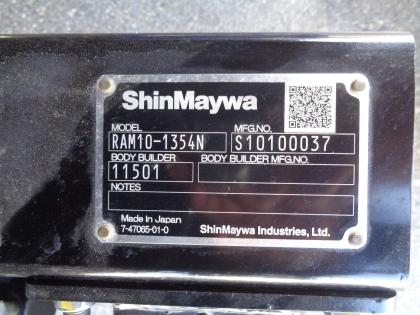 ShinMaywa
MODEL MFG.NO.
RAM10-1354N S10100037
BODY BUILDER BODY BUILDER MFG.NO.
11501
NOTES
Made in Japan
7-47065-01-0 ShinMaywa Industries, Ltd.